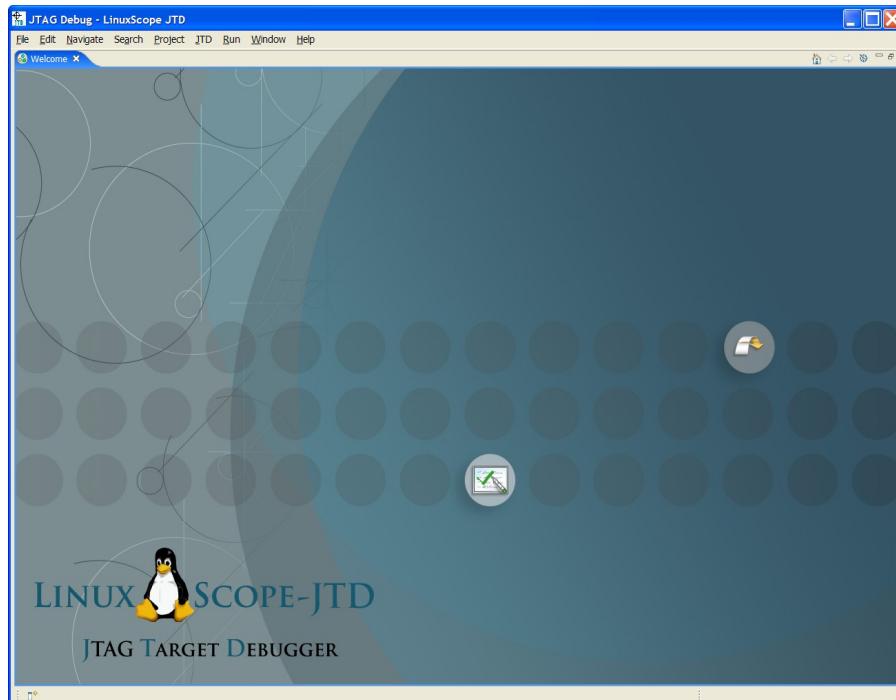 JTAG Debug - LinuxScope JTD
File Edit Navigate Search Project JTD Run Window Help
Welcome
LINUX SCOPE-JTD
JTAG TARGET DEBUGGER